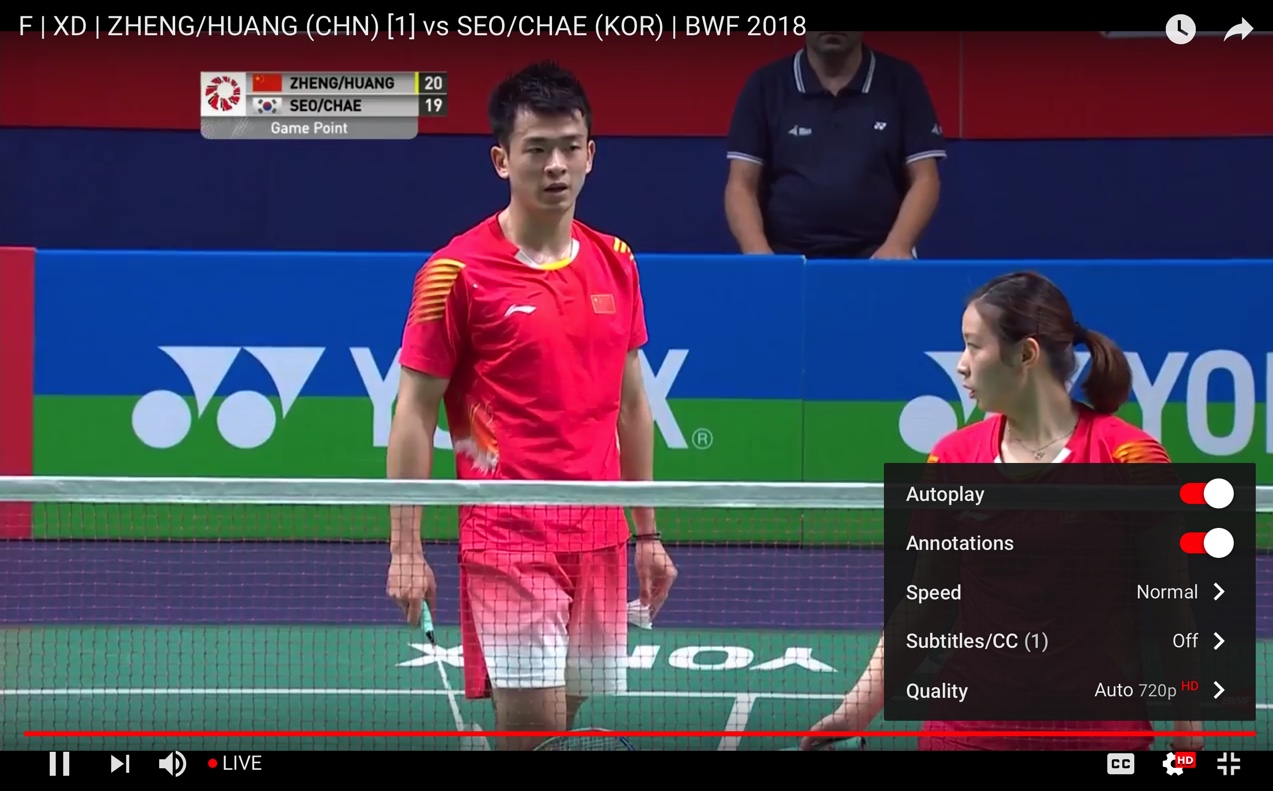 F | XD | ZHENG/HUANG (CHN) [1] vs SEO/CHAE (KOR) | BWF 2018
ZHENG/HUANG 20
SEO/CHAE 19
Game Point
YONEX
®
YONEX
Autoplay
Annotations
Speed Normal
Subtitles/CC (1) Off
Quality Auto 720p HD
LIVE
CC
HD